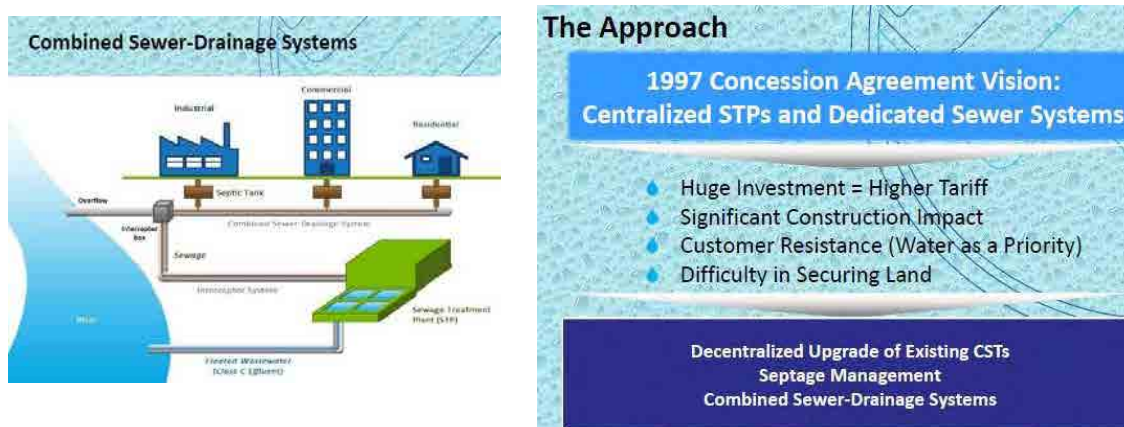 Combined Sewer-Drainage Systems
Industrial
Commercial
Residential
Septic Tank
Overflow
Interceptor
box
Combined Sewer-Drainage System
Sewage
Interceptor System
Sewage Treatment
Plant (STP)
River
Treated Wastewater
(Class C Effluent)
The Approach
1997 Concession Agreement Vision:
Centralized STPs and Dedicated Sewer Systems
Huge Investment = Higher Tariff
Significant Construction Impact
Customer Resistance (Water as a Priority)
Difficulty in Securing Land
Decentralized Upgrade of Existing CSTs
Septage Management
Combined Sewer-Drainage Systems